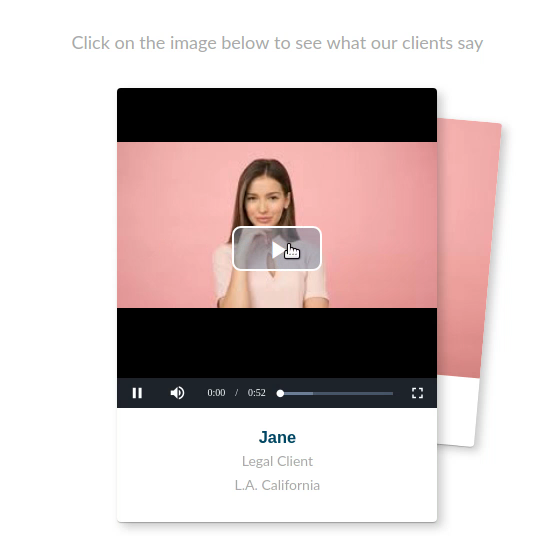 Click on the image below to see what our clients say
0:00 / 0:52
Jane
Legal Client
L.A. California